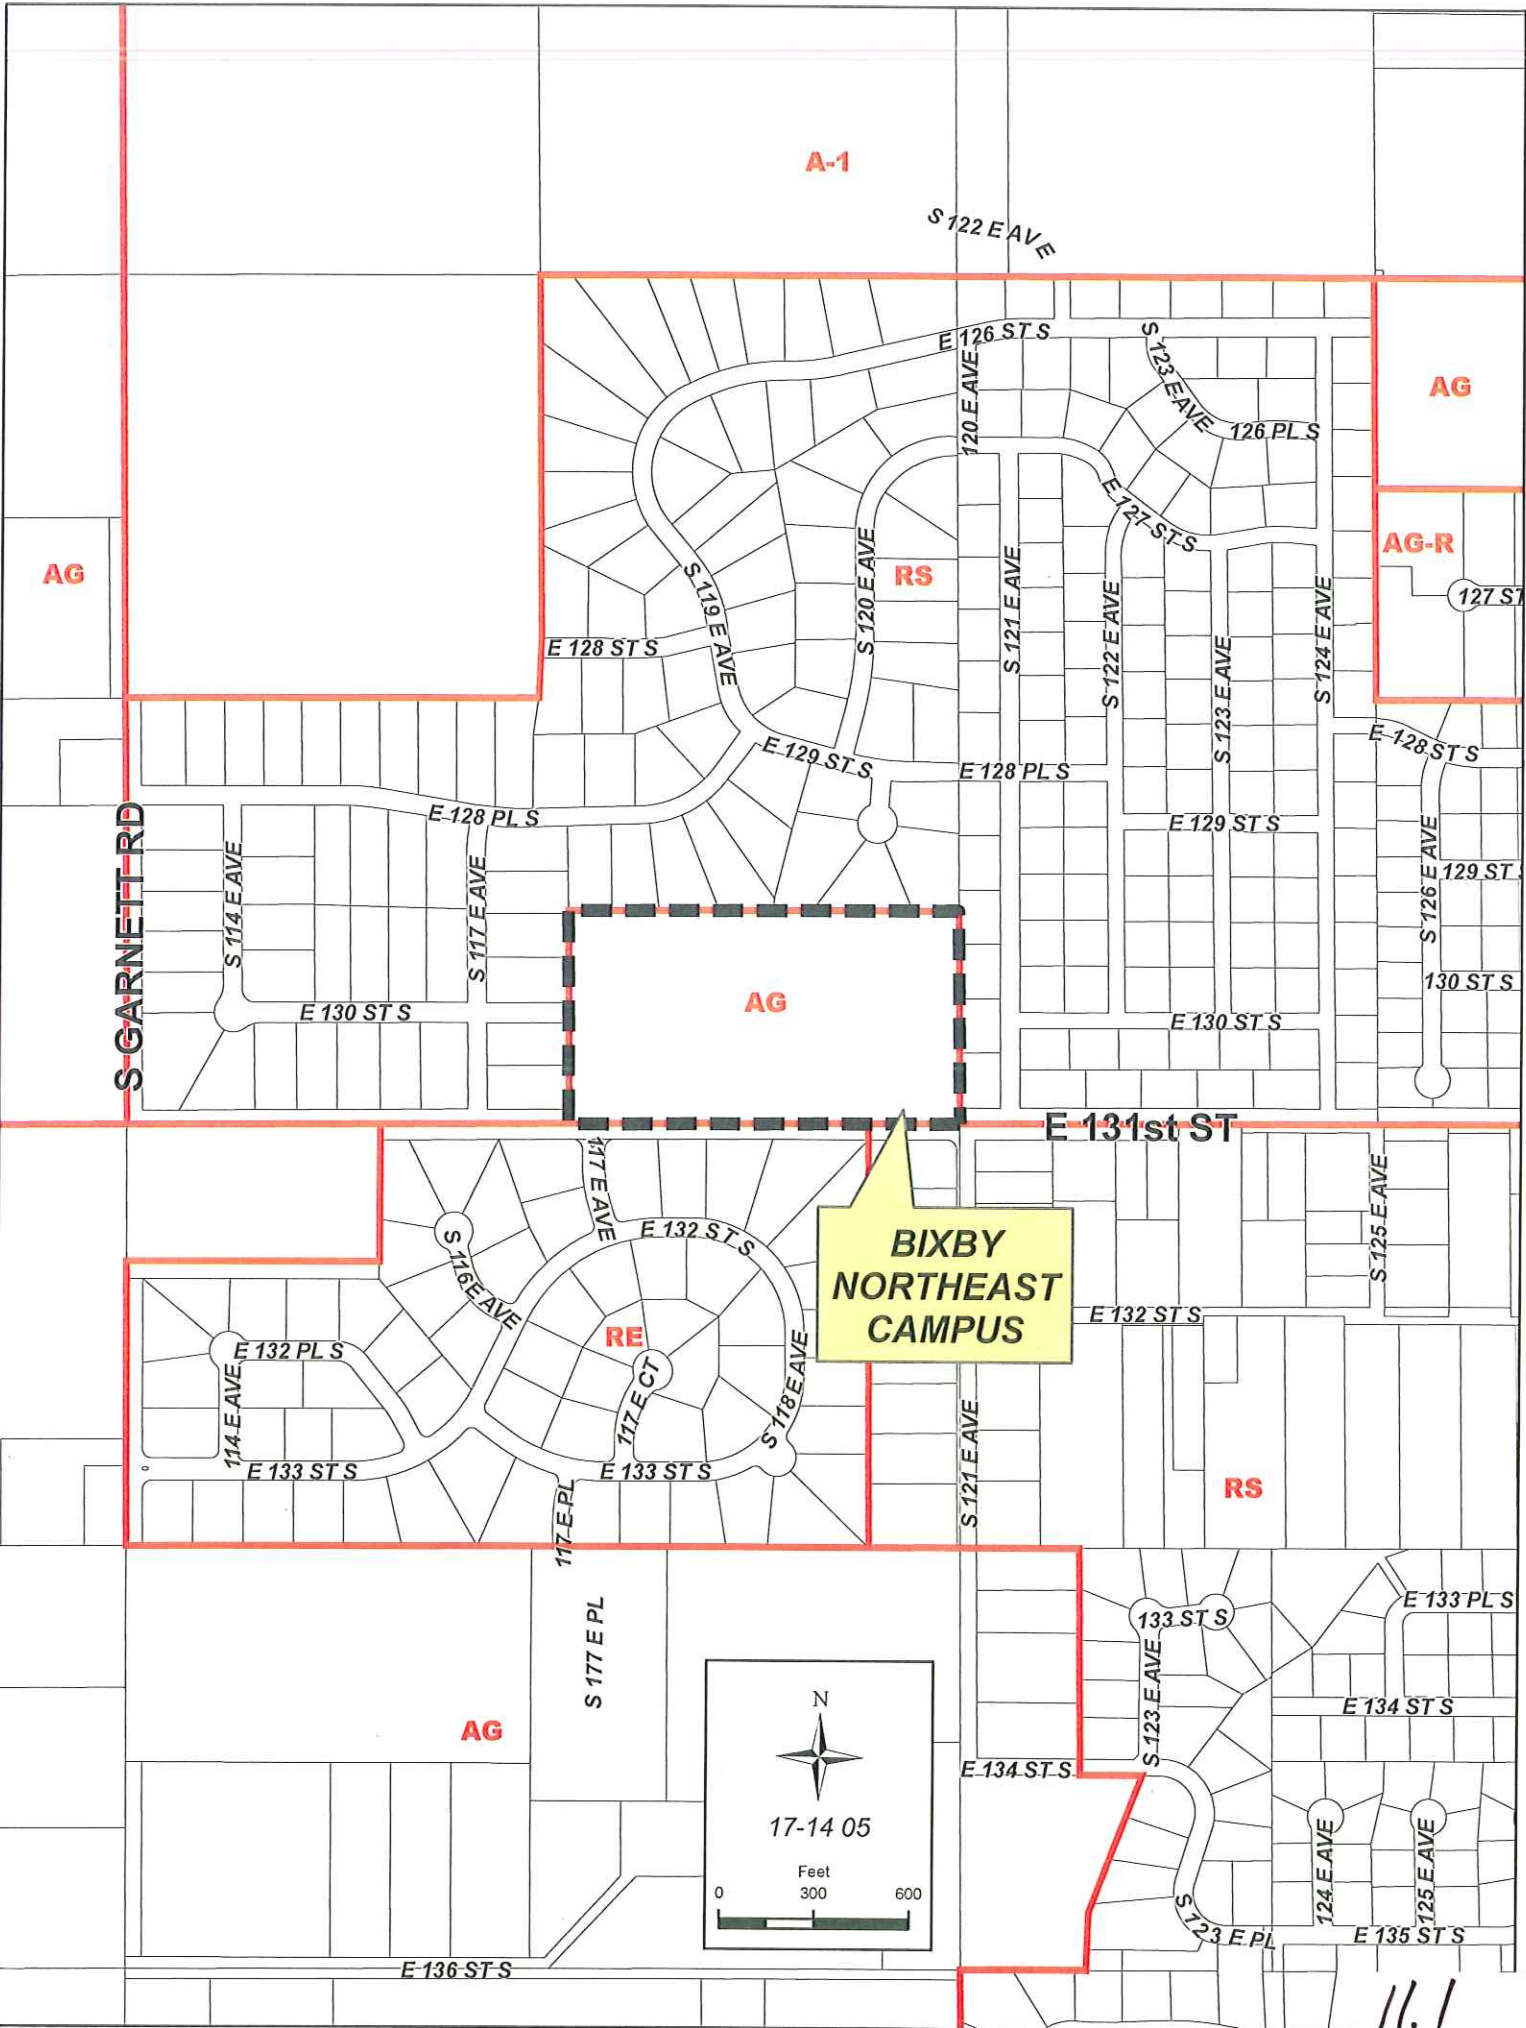 A-1
S 122 E AVE
E 126 ST S
S 123 E AVE
120 E AVE
AG
126 PL S
E 127 ST S
AG-R
AG
RS
127 ST
S 119 E AVE
S 120 E AVE
S 121 E AVE
S 122 E AVE
S 123 E AVE
S 124 E AVE
E 128 ST S
E 128 ST S
E 129 ST S
E 128 PL S
E 128 PL S
E 129 ST S
S GARNETT RD
S 114 E AVE
S 117 E AVE
S 126 E AVE
129 ST S
130 ST S
AG
E 130 ST S
E 130 ST S
E 131st ST
117 E AVE
S 125 E AVE
E 132 ST S
S 116 E AVE
BIXBY
NORTHEAST
CAMPUS
E 132 ST S
RE
E 132 PL S
114 E AVE
117 E CT
S 118 E AVE
S 121 E AVE
E 133 ST S
E 133 ST S
RS
117 E PL
S 177 E PL
133 ST S
E 133 PL S
S 123 E AVE
E 134 ST S
AG
N
17-14 05
Feet
0 300 600
E 134 ST S
124 E AVE
125 E AVE
S 123 E PL
E 135 ST S
E 136 ST S
11.1